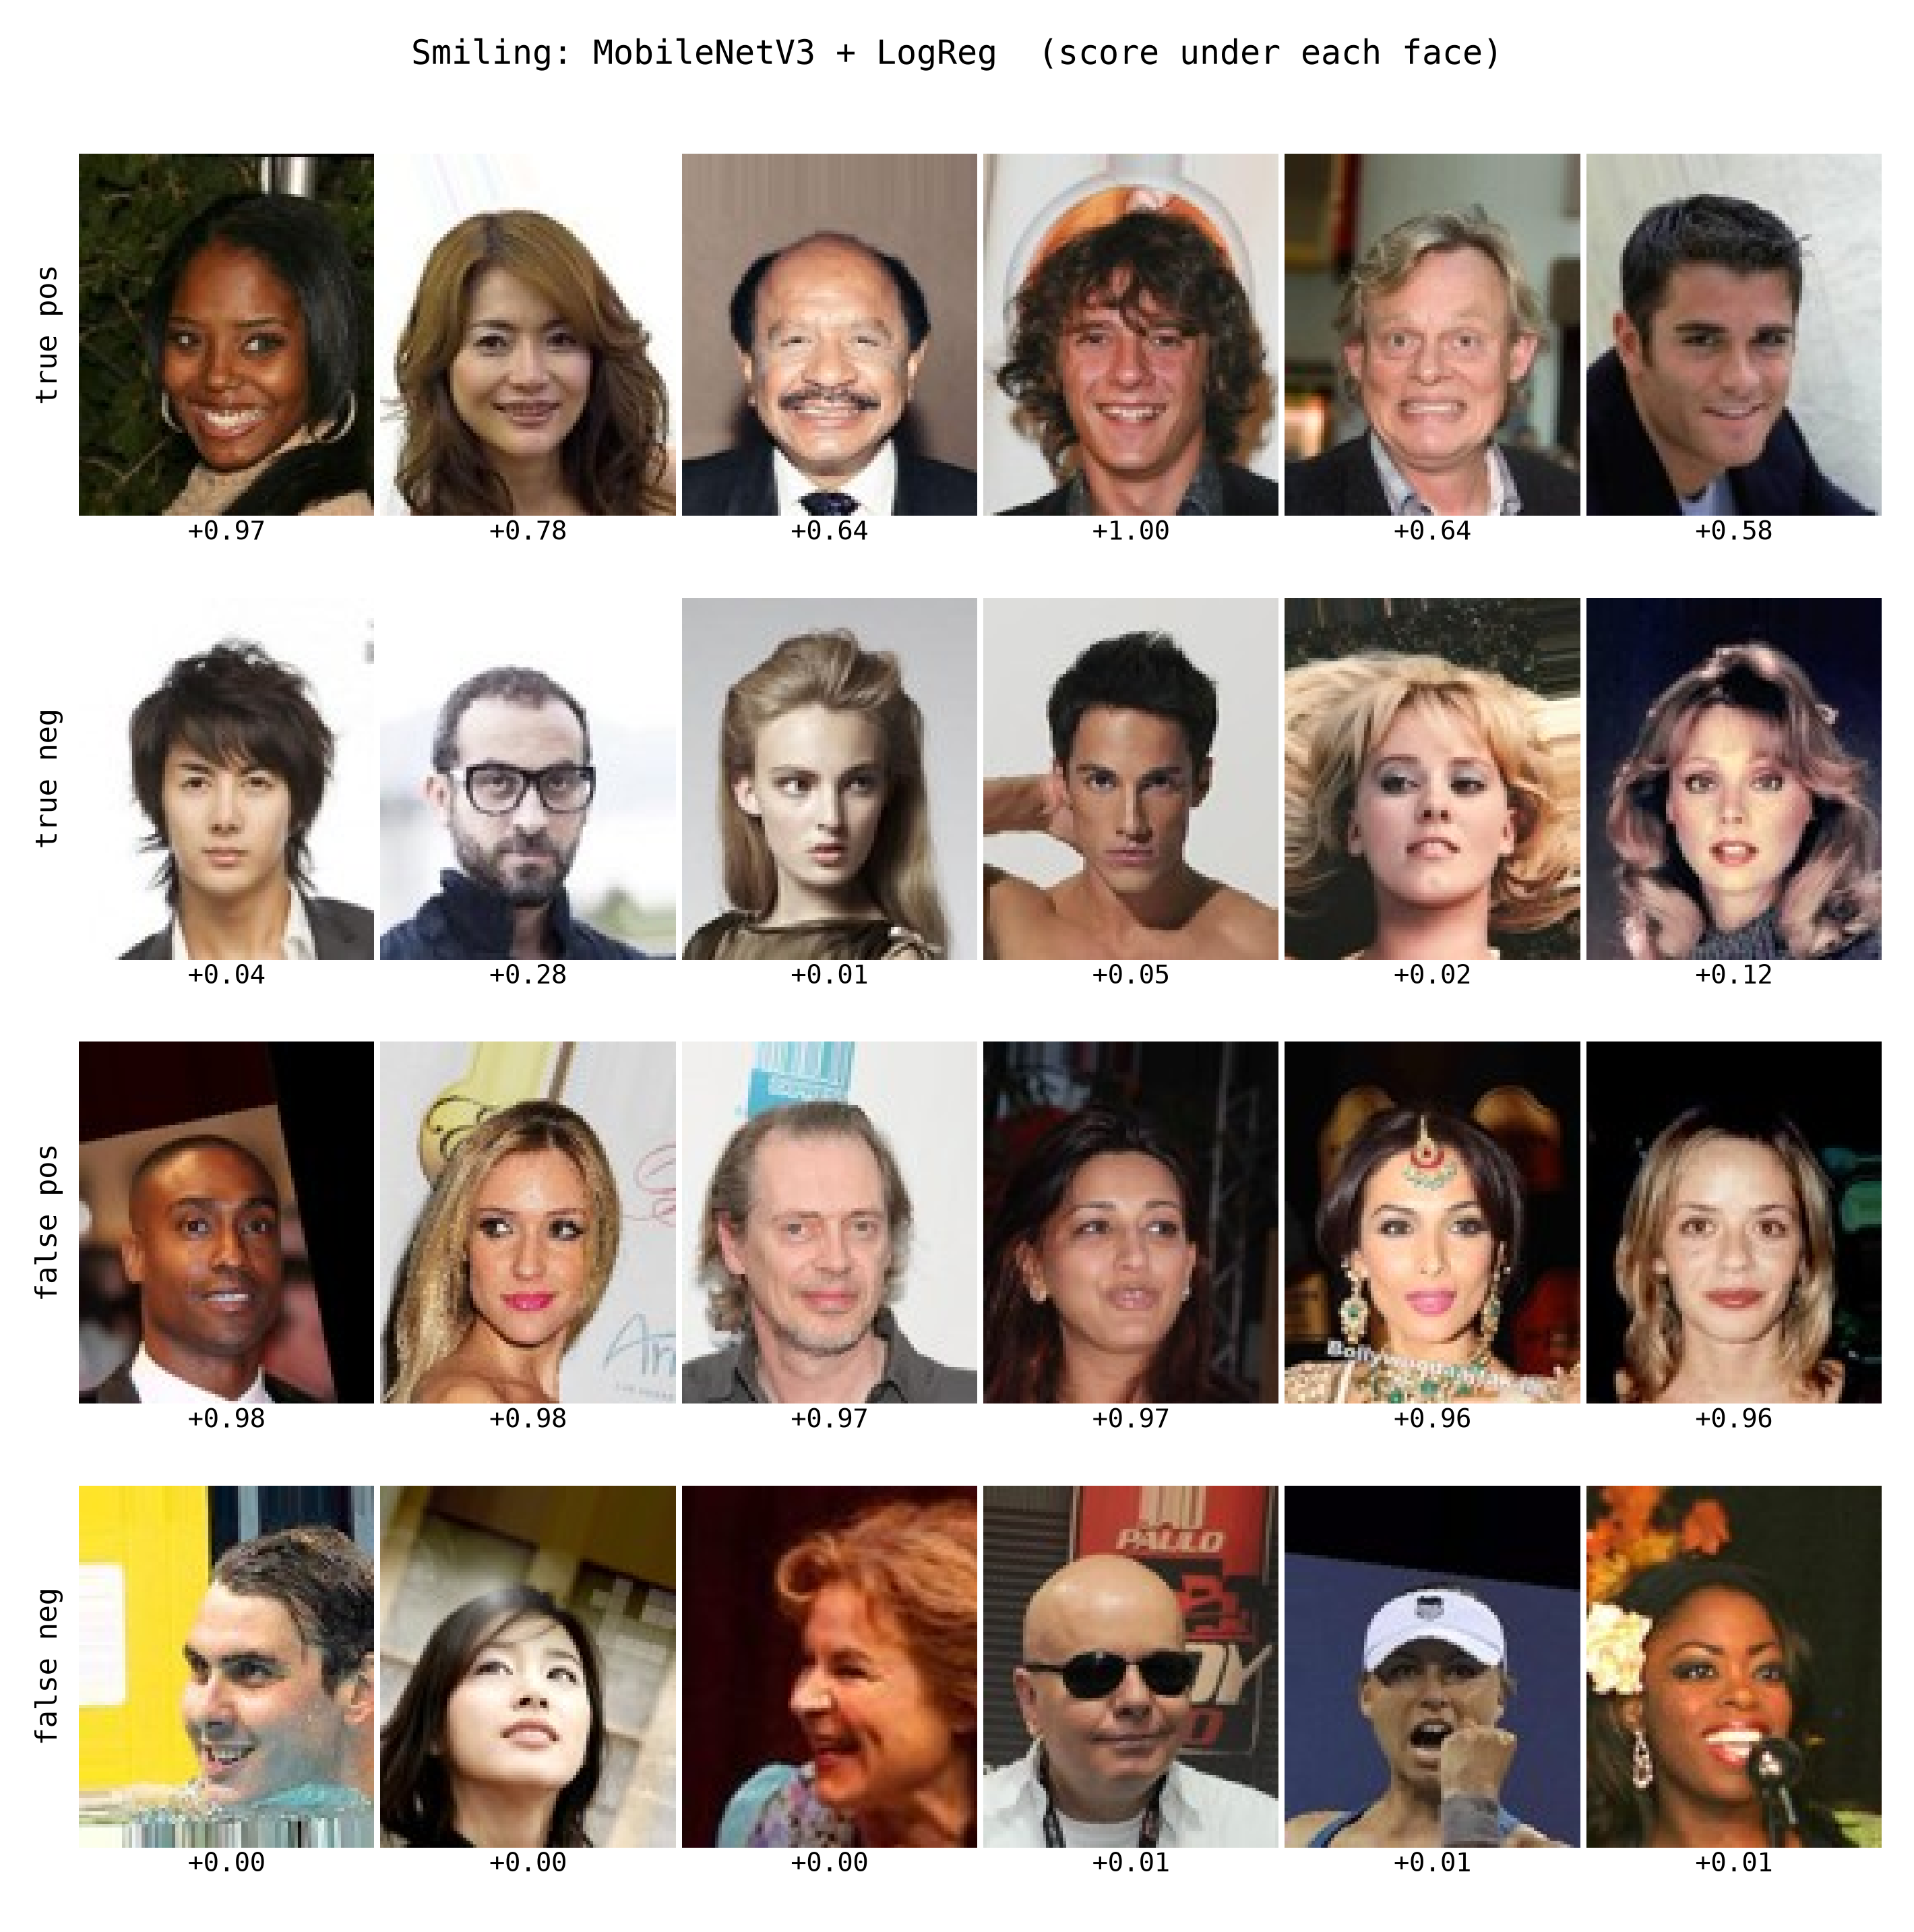 Smiling: MobileNetV3 + LogReg (score under each face)
true pos
+0.97 +0.78 +0.64 +1.00 +0.64 +0.58
true neg
+0.04 +0.28 +0.01 +0.05 +0.02 +0.12
false pos
Bollywood
+0.98 +0.98 +0.97 +0.97 +0.96 +0.96
false neg
PAULO
+0.00 +0.00 +0.00 +0.01 +0.01 +0.01